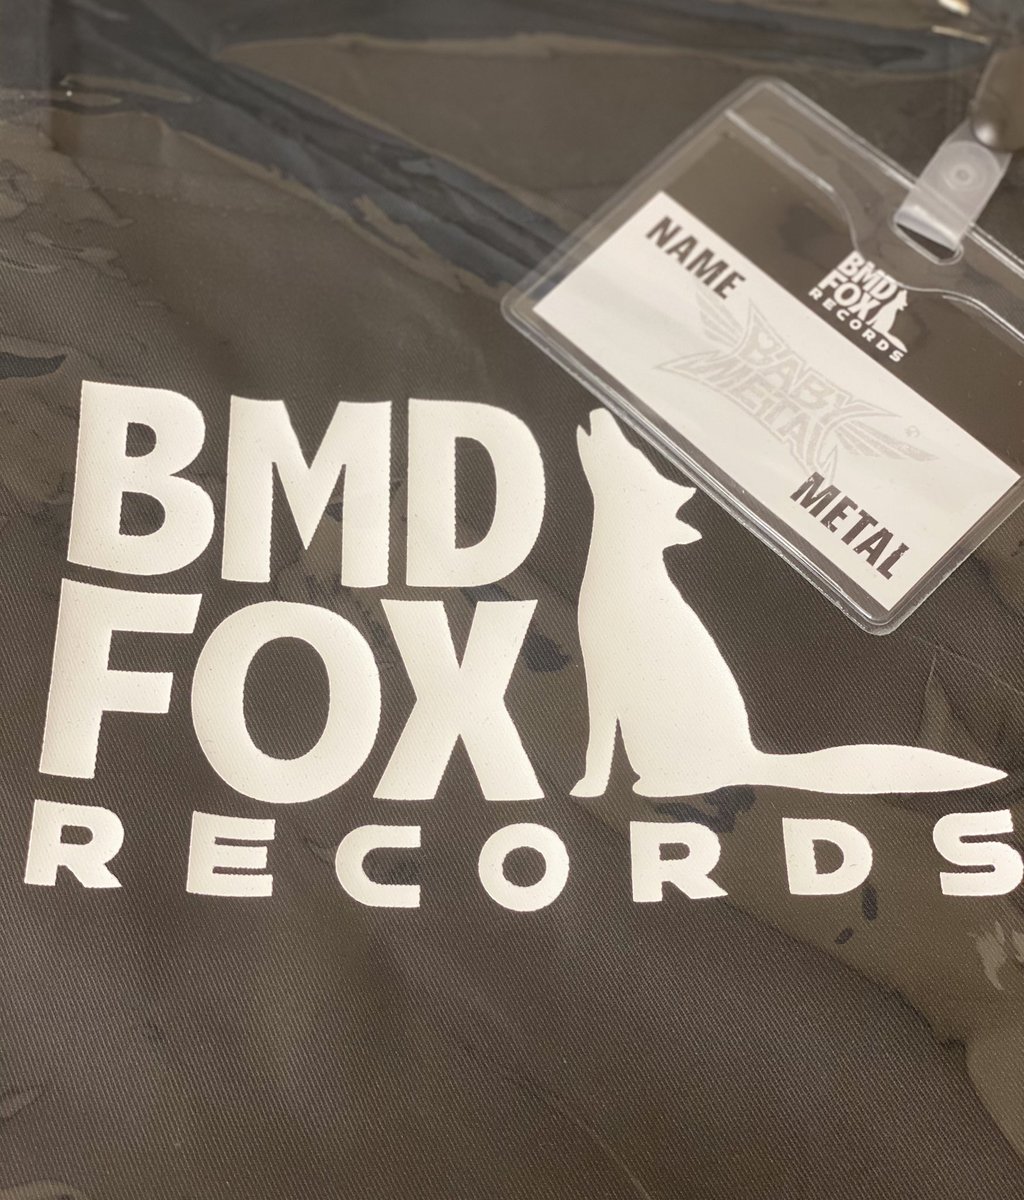 BMD
FOX
RECORDS
NAME
BABY
METAL
®
METAL
BMD
FOX
RECORDS